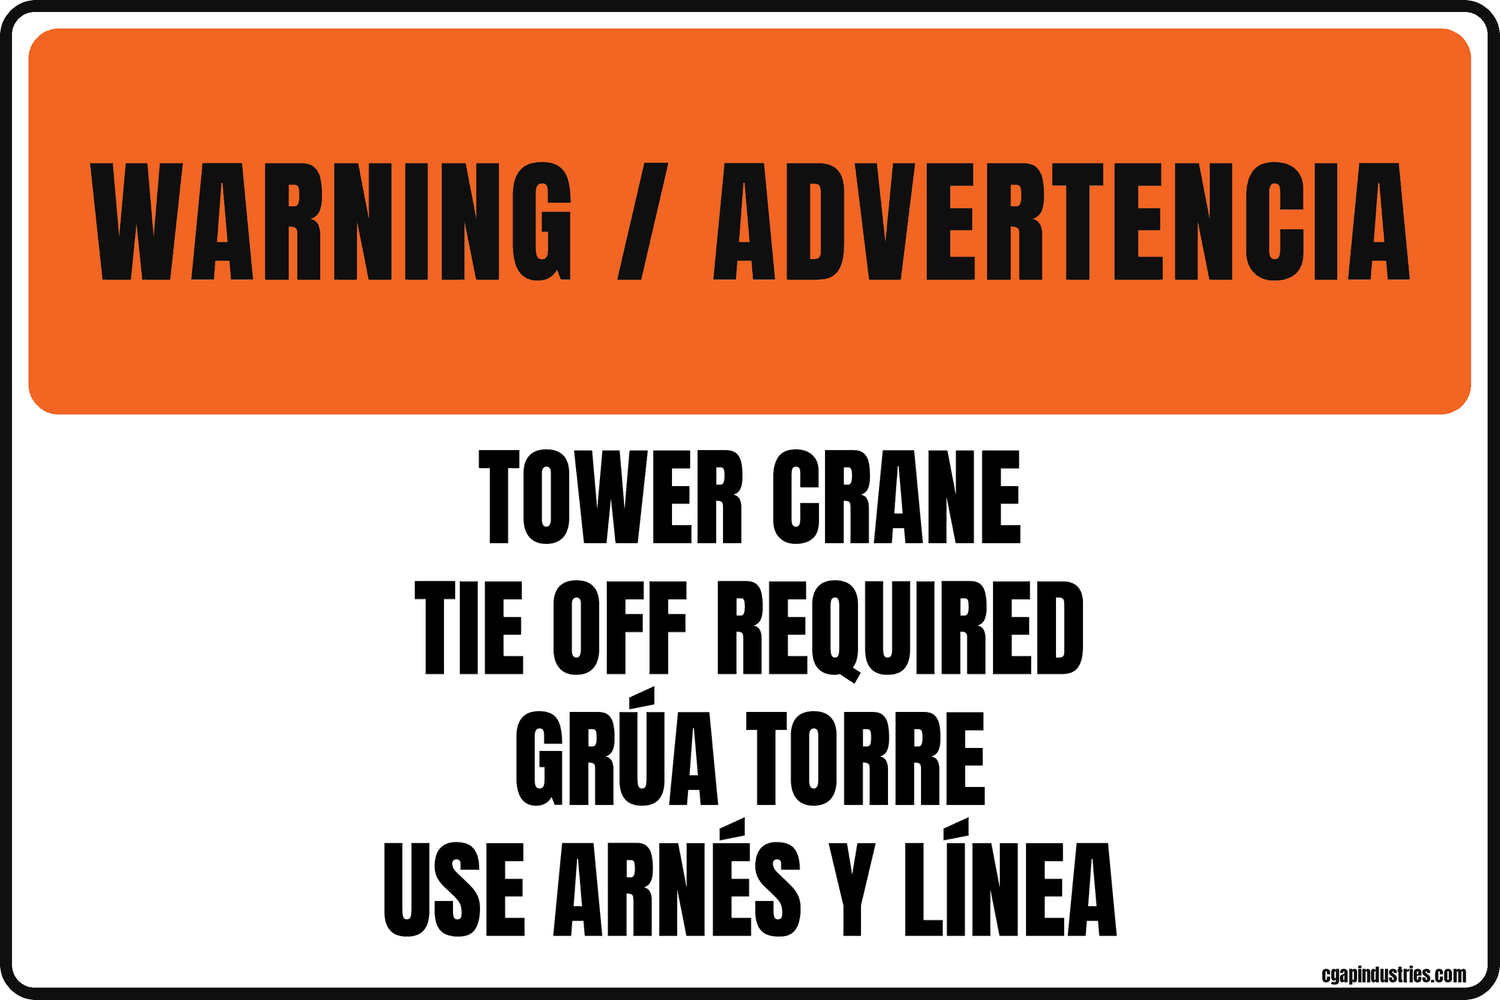 WARNING / ADVERTENCIA
TOWER CRANE
TIE OFF REQUIRED
GRÚA TORRE
USE ARNÉS Y LÍNEA
cgapindustries.com